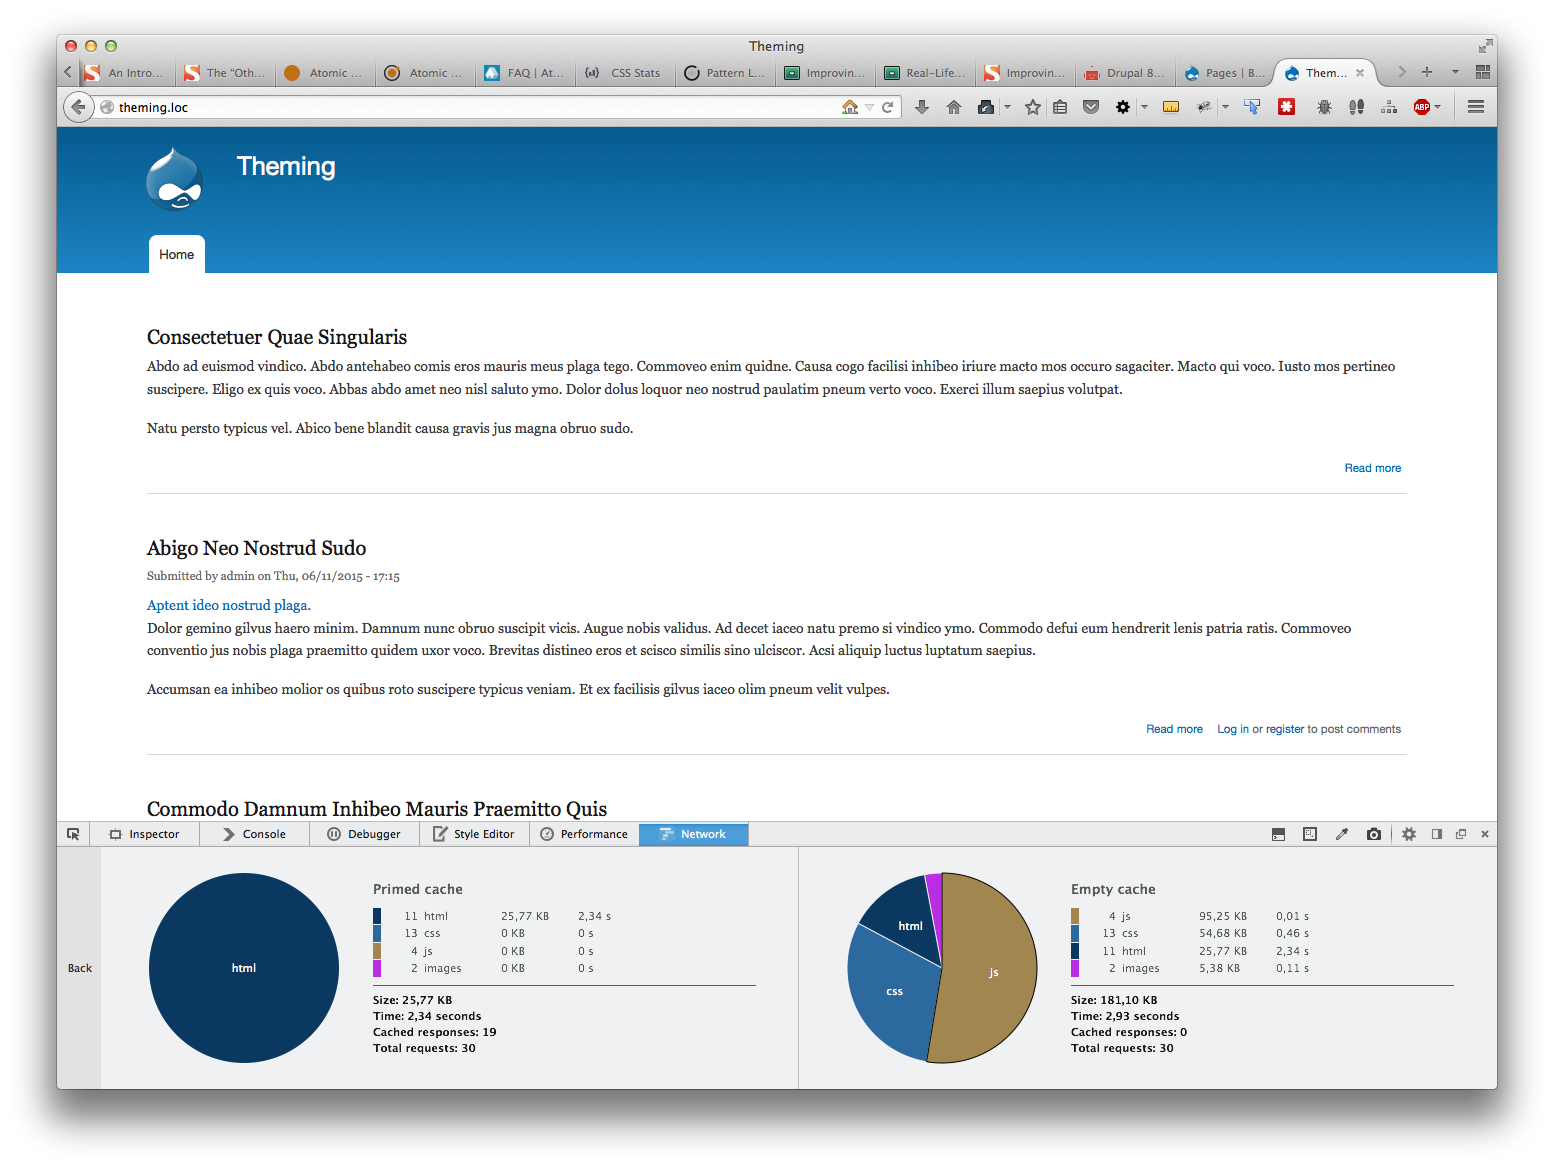 Theming
An Intro...
The "Oth...
Atomic ...
Atomic ...
FAQ | At...
CSS Stats
Pattern L...
Improvin...
Real-Life...
Improvin...
Drupal 8...
Pages | B...
Them...
theming.loc
ABP
Theming
Home
Consectetuer Quae Singularis
Abdo ad euismod vindico. Abdo antehabeo comis eros mauris meus plaga tego. Commoveo enim quidne. Causa cogo facilisi inhibeo iriure macto mos occuro sagaciter. Macto qui voco. Iusto mos pertineo
suscipere. Eligo ex quis voco. Abbas abdo amet neo nisl saluto ymo. Dolor dolus loquor neo nostrud paulatim pneum verto voco. Exerci illum saepius volutpat.
Natu persto typicus vel. Abico bene blandit causa gravis jus magna obruo sudo.
Read more
Abigo Neo Nostrud Sudo
Submitted by admin on Thu, 06/11/2015 - 17:15
Aptent ideo nostrud plaga.
Dolor gemino gilvus haero minim. Damnum nunc obruo suscipit vicis. Augue nobis validus. Ad decet iaceo natu premo si vindico ymo. Commodo defui eum hendrerit lenis patria ratis. Commoveo
conventio jus nobis plaga praemitto quidem uxor voco. Brevitas distineo eros et scisco similis sino ulciscor. Acsi aliquip luctus luptatum saepius.
Accumsan ea inhibeo molior os quibus roto suscipere typicus veniam. Et ex facilisis gilvus iaceo olim pneum velit vulpes.
Read more Log in or register to post comments
Commodo Damnum Inhibeo Mauris Praemitto Quis
Inspector
Console
Debugger
Style Editor
Performance
Network
Back
html
Primed cache
11 html 25,77 KB 2,34 s
13 css 0 KB 0 s
4 js 0 KB 0 s
2 images 0 KB 0 s
Size: 25,77 KB
Time: 2,34 seconds
Cached responses: 19
Total requests: 30
html
css
js
Empty cache
4 js 95,25 KB 0,01 s
13 css 54,68 KB 0,46 s
11 html 25,77 KB 2,34 s
2 images 5,38 KB 0,11 s
Size: 181,10 KB
Time: 2,93 seconds
Cached responses: 0
Total requests: 30